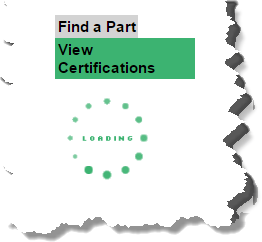 Find a Part
View
Certifications
LOADING